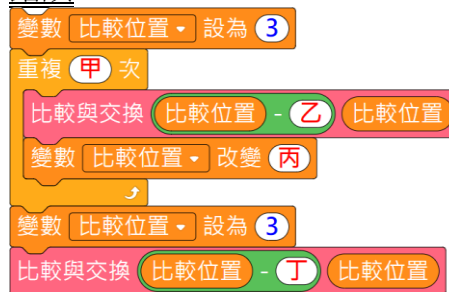 變數 比較位置 設為 3
重複 甲 次
比較與交換 比較位置 - 乙 比較位置
變數 比較位置 改變 丙
變數 比較位置 設為 3
比較與交換 比較位置 - 丁 比較位置